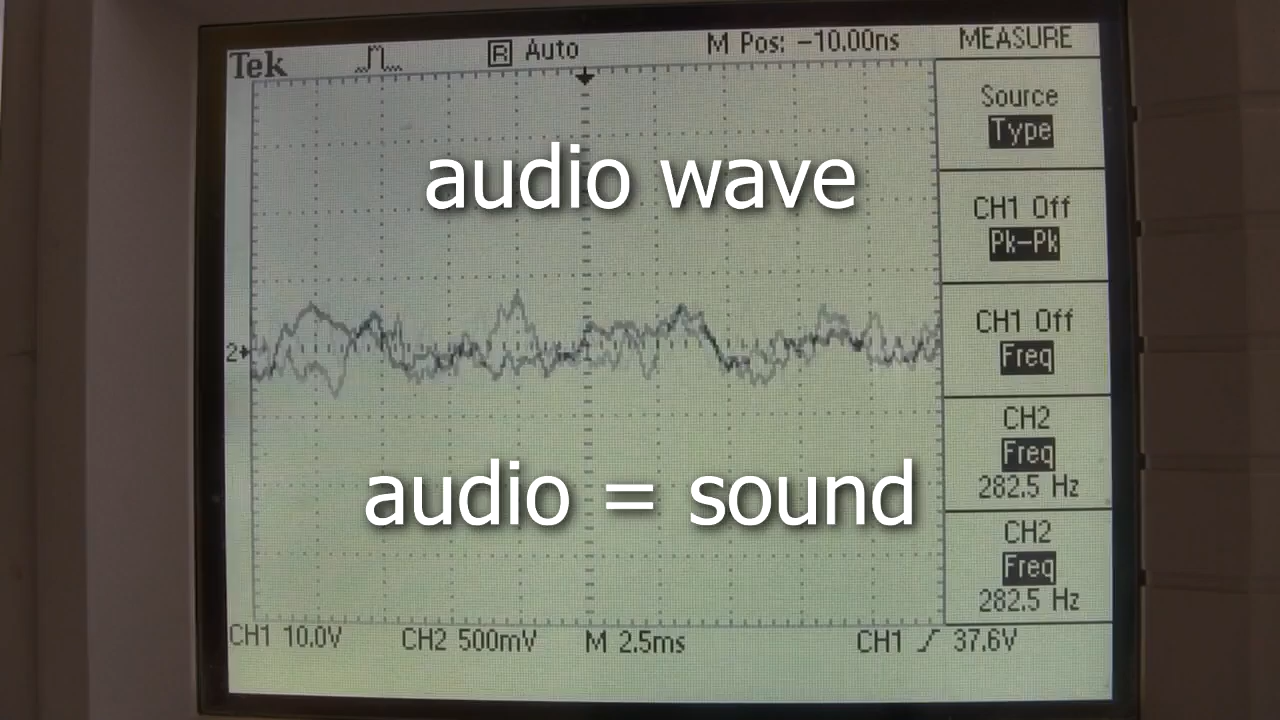 Tek R Auto M Pos: -10.00ns MEASURE
Source
Type
audio wave
CH1 Off
Pk-Pk
CH1 Off
Freq
2
CH2
Freq
282.5 Hz
audio = sound
CH2
Freq
282.5 Hz
CH1 10.0V CH2 500mV M 2.5ms CH1 37.6V